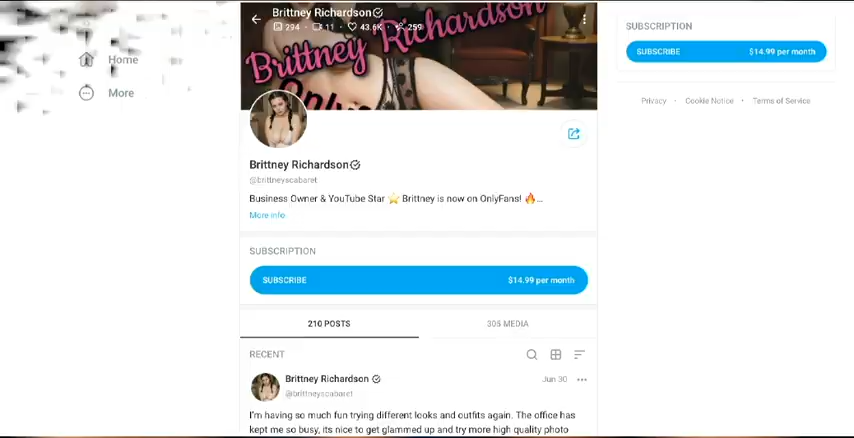 Brittney Richardson
294 · 11 · 43.6K · 259
Brittney Richardson
Only
Home
More
Brittney Richardson
@brittneyscabaret
Business Owner & YouTube Star ⭐ Brittney is now on OnlyFans! 🔥...
More info
SUBSCRIPTION
SUBSCRIBE $14.99 per month
210 POSTS 305 MEDIA
RECENT
Brittney Richardson Jun 30
@brittneyscabaret
I'm having so much fun trying different looks and outfits again. The office has
kept me so busy, its nice to get glammed up and try more high quality photo
SUBSCRIPTION
SUBSCRIBE $14.99 per month
Privacy · Cookie Notice · Terms of Service